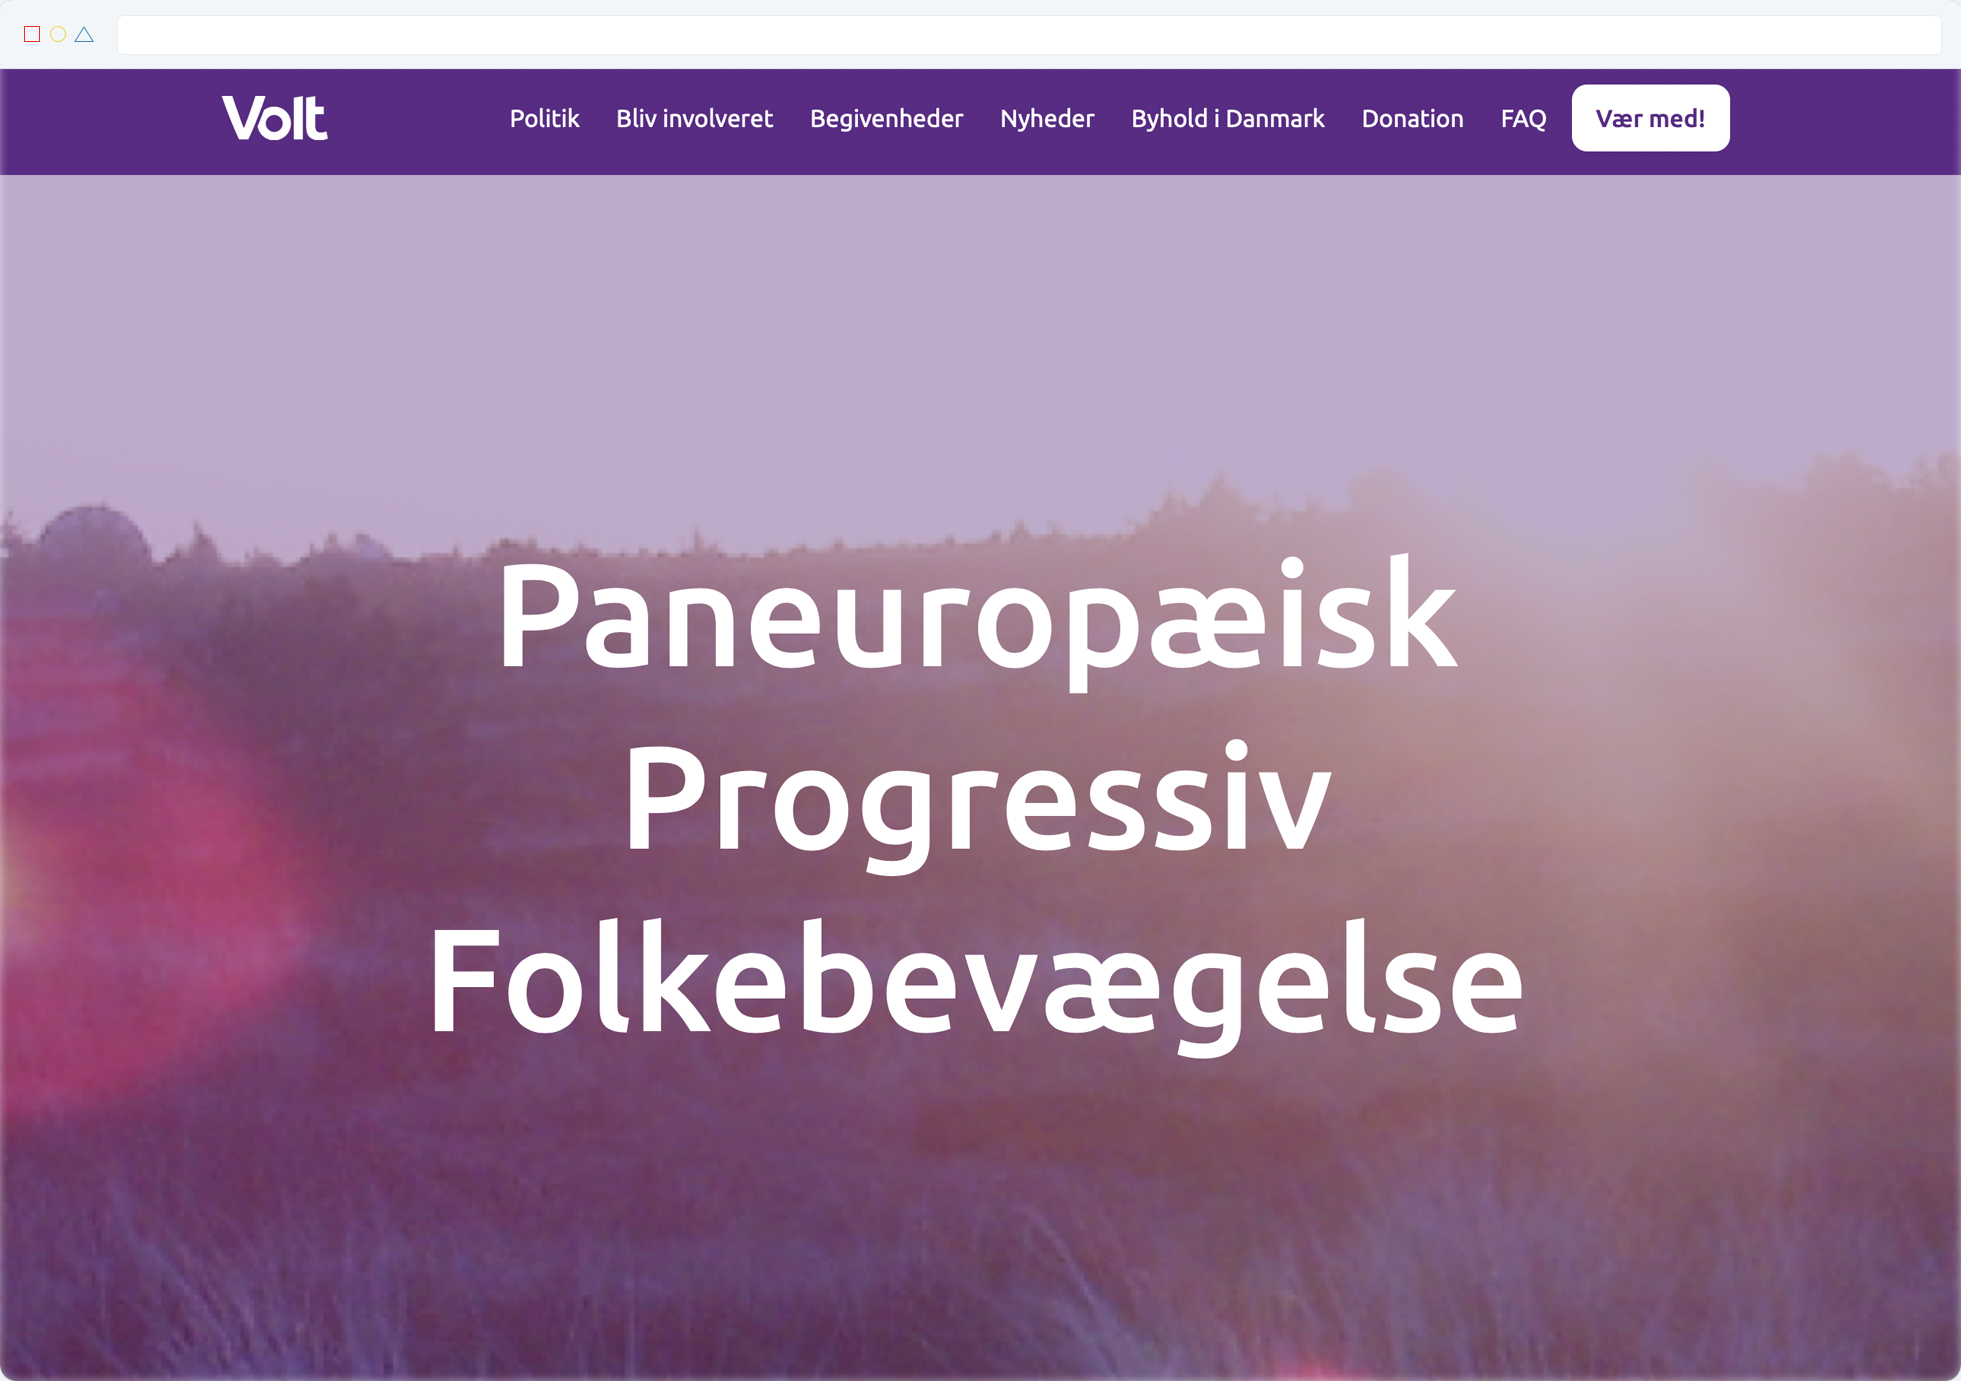 Volt
Politik Bliv involveret Begivenheder Nyheder Byhold i Danmark Donation FAQ Vær med!
Paneuropæisk
Progressiv
Folkebevægelse